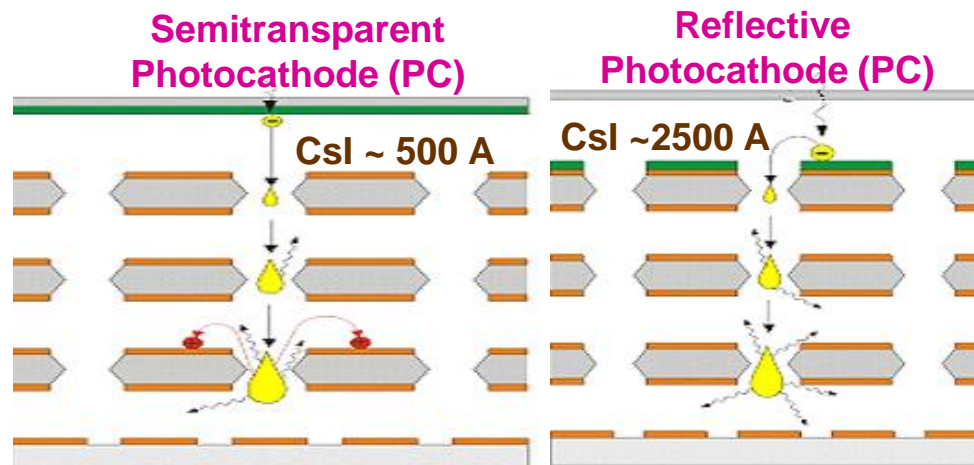 Semitransparent
Photocathode (PC)
CsI ~ 500 A
Reflective
Photocathode (PC)
CsI ~2500 A